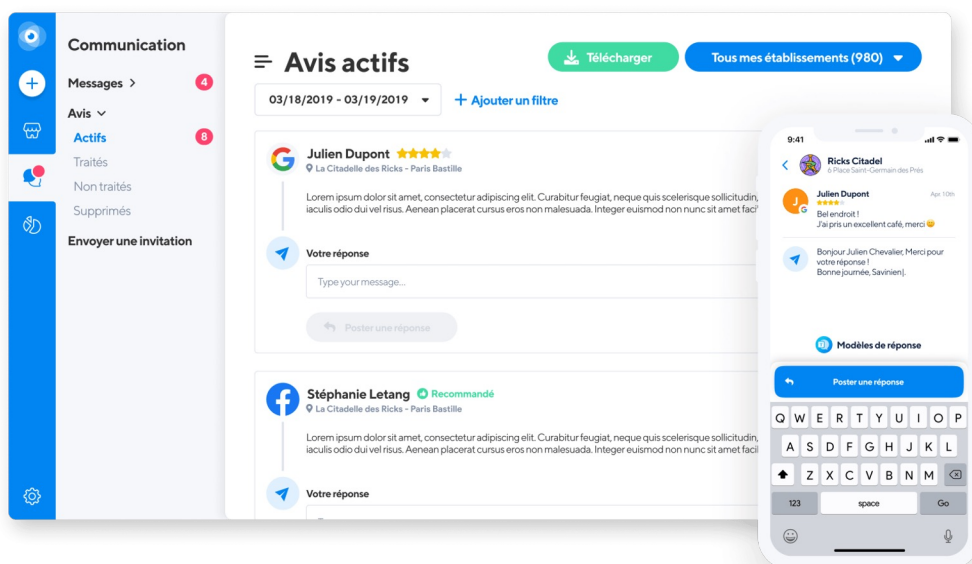 Communication
Messages >
4
Avis
Actifs
8
Traités
Non traités
Supprimés
Envoyer une invitation
Avis actifs
Télécharger
Tous mes établissements (980)
03/18/2019 - 03/19/2019
+ Ajouter un filtre
Julien Dupont
La Citadelle des Ricks - Paris Bastille
Lorem ipsum dolor sit amet, consectetur adipiscing elit. Curabitur feugiat, neque quis scelerisque sollicitudin,
iaculis odio dui vel risus. Aenean placerat cursus eros non malesuada. Integer euismod non nunc sit amet
Votre réponse
Type your message...
Poster une réponse
Stéphanie Letang
Recommandé
La Citadelle des Ricks - Paris Bastille
Lorem ipsum dolor sit amet, consectetur adipiscing elit. Curabitur feugiat, neque quis scelerisque sollicitudin,
iaculis odio dui vel risus. Aenean placerat cursus eros non malesuada. Integer euismod non nunc sit amet
Votre réponse
9:41
Ricks Citadel
6 Place Saint-Germain des Prés
J
G
Julien Dupont
Apr 10th
Bel endroit !
J'ai pris un excellent café, merci 😊
Bonjour Julien Chevalier, Merci pour
votre réponse !
Bonne journée, Savinien|.
Modèles de réponse
Poster une réponse
Q W E R T Y U I O P
A S D F G H J K L
Z X C V B N M
123 space Go